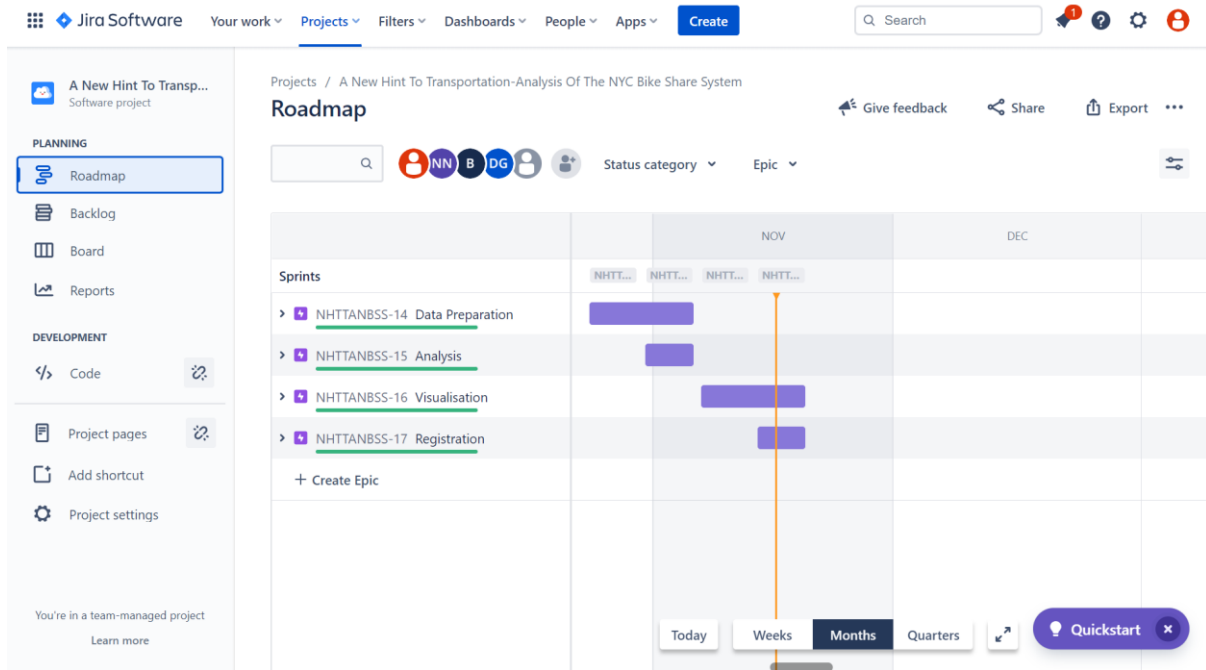 Jira Software Your work Projects Filters Dashboards People Apps Create Search 1
A New Hint To Transp...
Software project
PLANNING
Roadmap
Backlog
Board
Reports
DEVELOPMENT
Code
Project pages
Add shortcut
Project settings
You're in a team-managed project
Learn more
Projects / A New Hint To Transportation-Analysis Of The NYC Bike Share System
Roadmap
Give feedback Share Export
NN B DG Status category Epic
NOV DEC
Sprints NHTT... NHTT... NHTT... NHTT...
NHTTANBSS-14 Data Preparation
NHTTANBSS-15 Analysis
NHTTANBSS-16 Visualisation
NHTTANBSS-17 Registration
+ Create Epic
Today Weeks Months Quarters
Quickstart